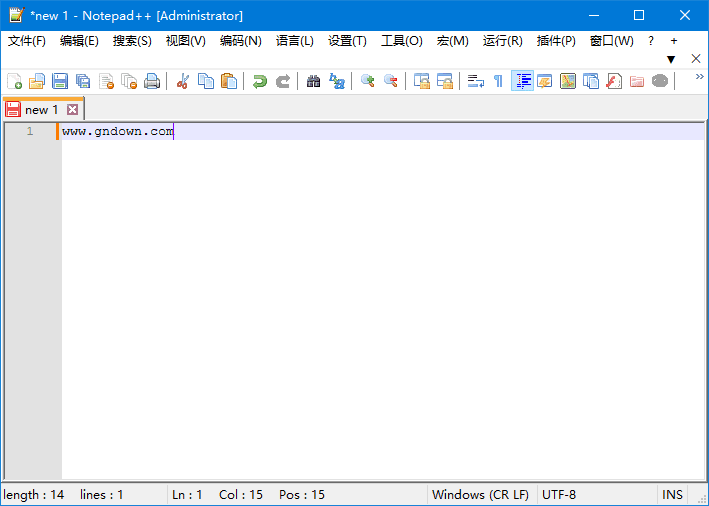 *new 1 - Notepad++ [Administrator]
文件(F) 编辑(E) 搜索(S) 视图(V) 编码(N) 语言(L) 设置(T) 工具(O) 宏(M) 运行(R) 插件(P) 窗口(W) ? +
new 1
1 www.gndown.com
length : 14 lines : 1 Ln : 1 Col : 15 Pos : 15 Windows (CR LF) UTF-8 INS